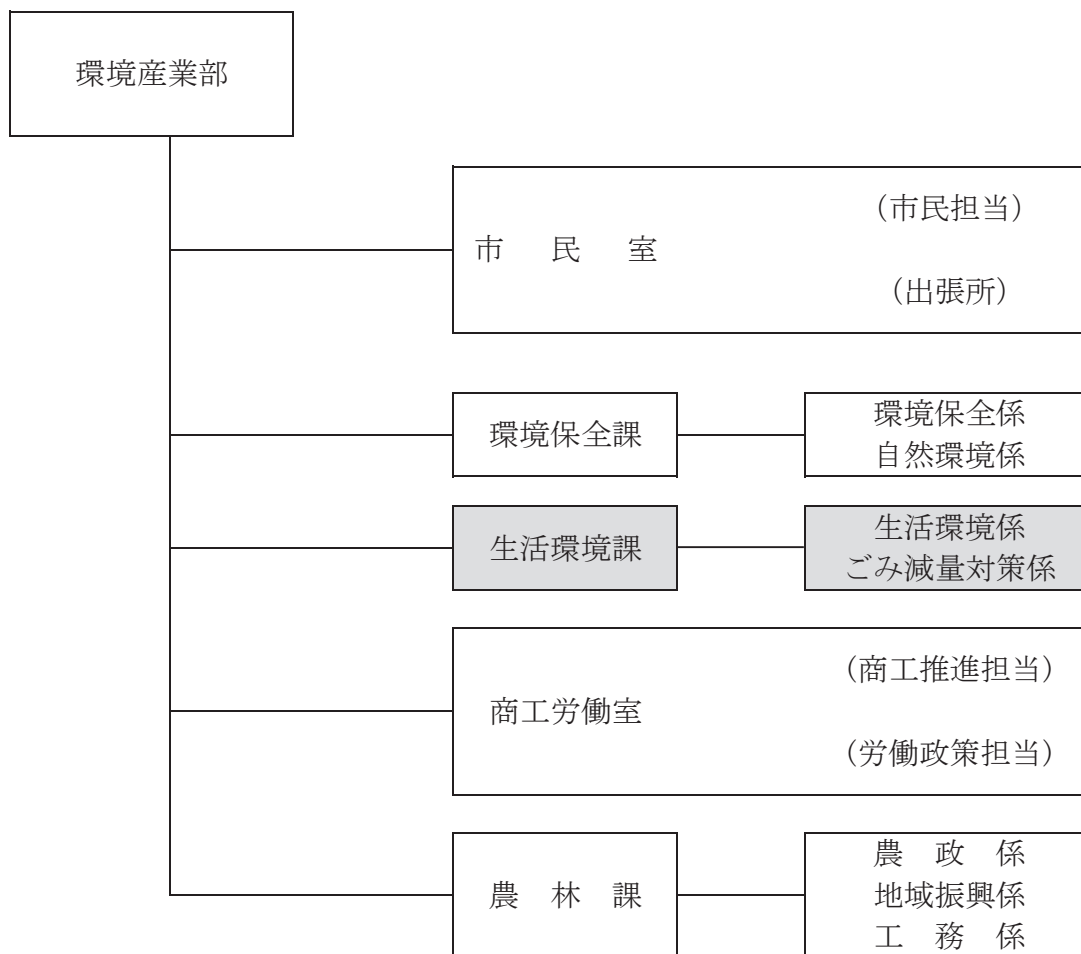 環境産業部
市　民　室
（市民担当）
（出張所）
環境保全課
環境保全係
自然環境係
生活環境課
生活環境係
ごみ減量対策係
商工労働室
（商工推進担当）
（労働政策担当）
農　林　課
農　政　係
地域振興係
工　務　係